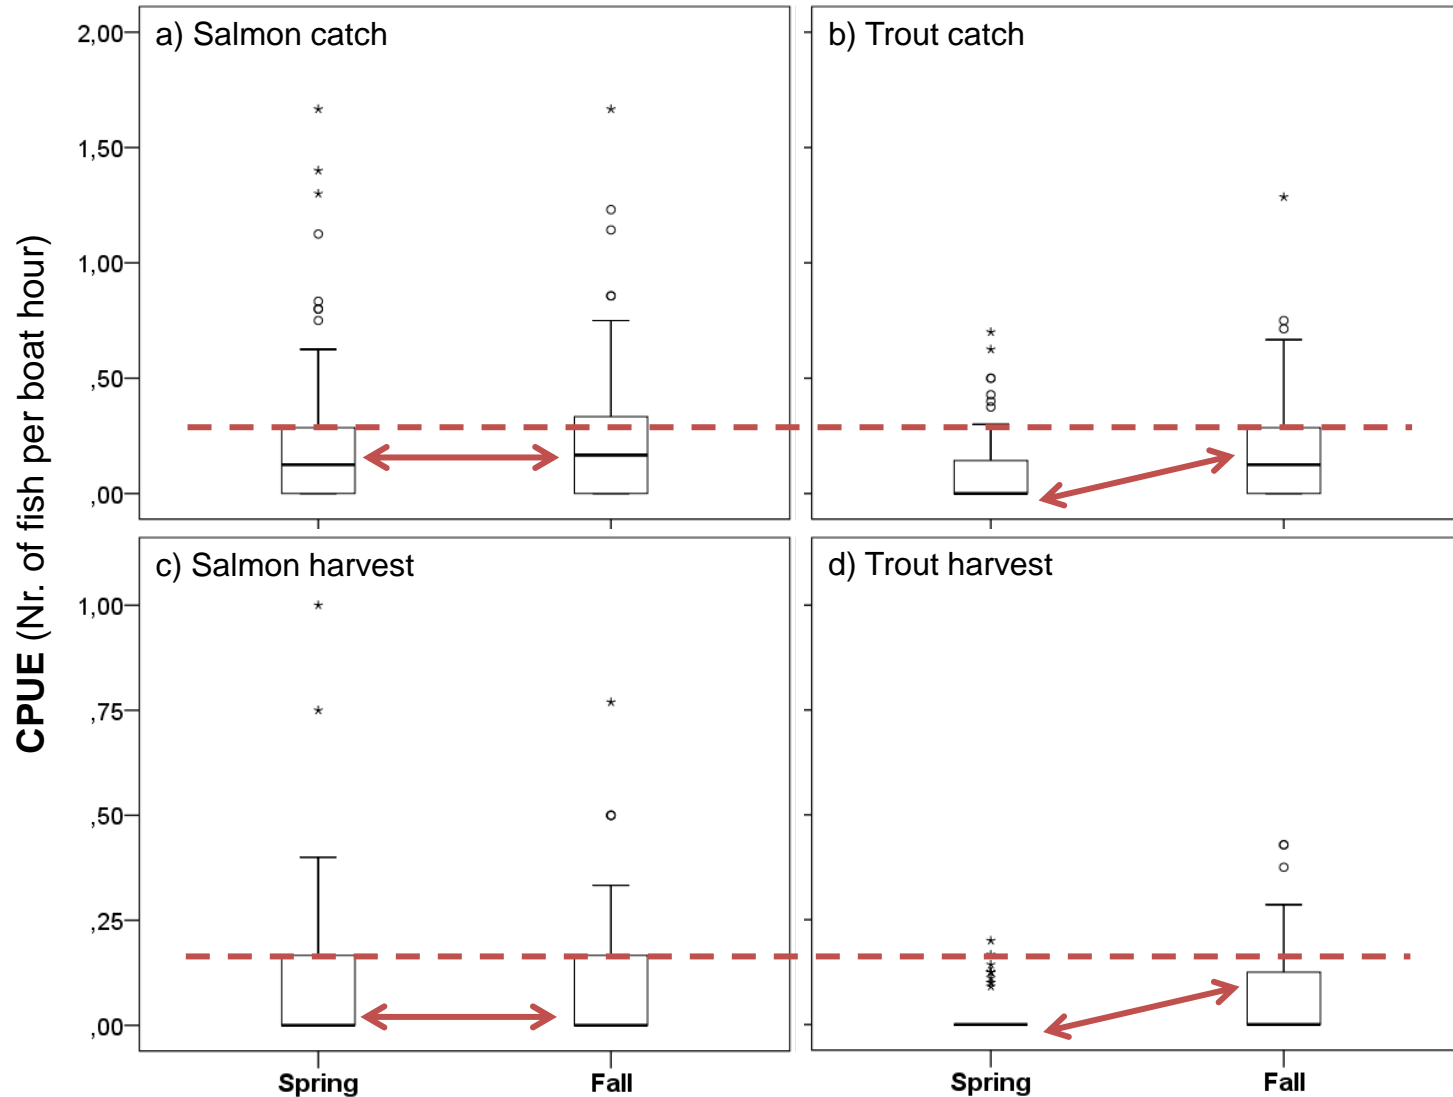 CPUE (Nr. of fish per boat hour)
a) Salmon catch
b) Trout catch
2,00
1,50
1,00
,50
,00
c) Salmon harvest
d) Trout harvest
1,00
,75
,50
,25
,00
Spring
Fall
Spring
Fall